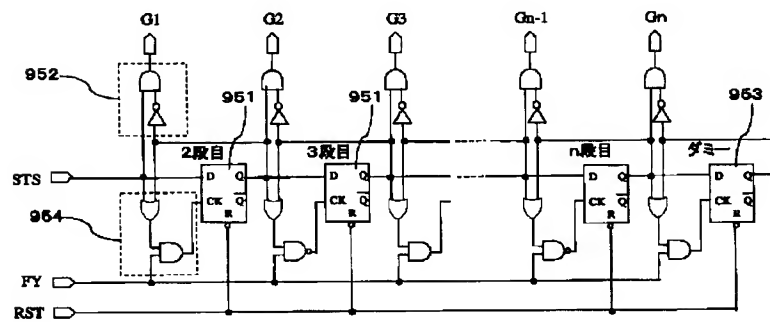 G1 G2 G3 Gn-1 Gn
952
951 951 953
2段目 3段目 n段目 ダミー
STS
D Q D Q D Q D Q
CK Q CK Q CK Q CK Q
R R R R
954
FY
RST